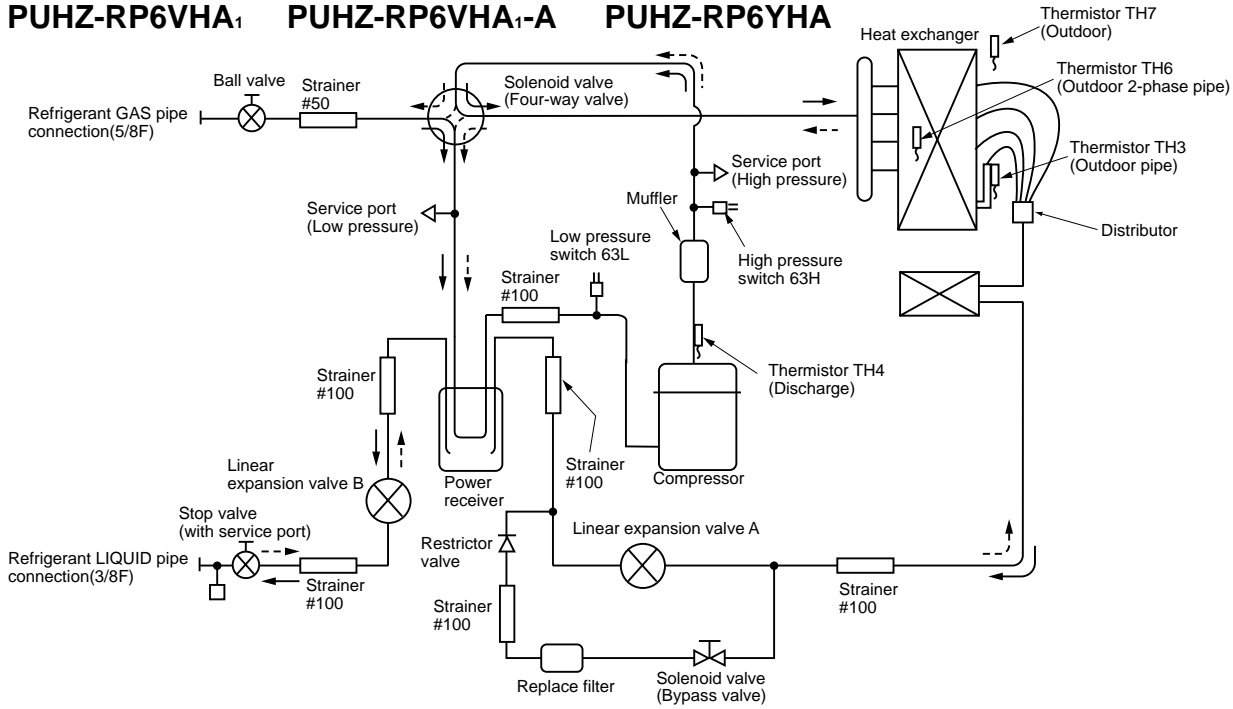 PUHZ-RP6VHA1 PUHZ-RP6VHA1-A PUHZ-RP6YHA
Thermistor TH7
(Outdoor)
Heat exchanger
Ball valve
Strainer
#50
Solenoid valve
(Four-way valve)
Thermistor TH6
(Outdoor 2-phase pipe)
Refrigerant GAS pipe
connection(5/8F)
Thermistor TH3
(Outdoor pipe)
Service port
(High pressure)
Muffler
Service port
(Low pressure)
Distributor
Low pressure
switch 63L
High pressure
switch 63H
Strainer
#100
Strainer
#100
Thermistor TH4
(Discharge)
Linear
expansion valve B
Power
receiver
Strainer
#100
Compressor
Stop valve
(with service port)
Linear expansion valve A
Restrictor
valve
Refrigerant LIQUID pipe
connection(3/8F)
Strainer
#100
Strainer
#100
Strainer
#100
Replace filter
Solenoid valve
(Bypass valve)